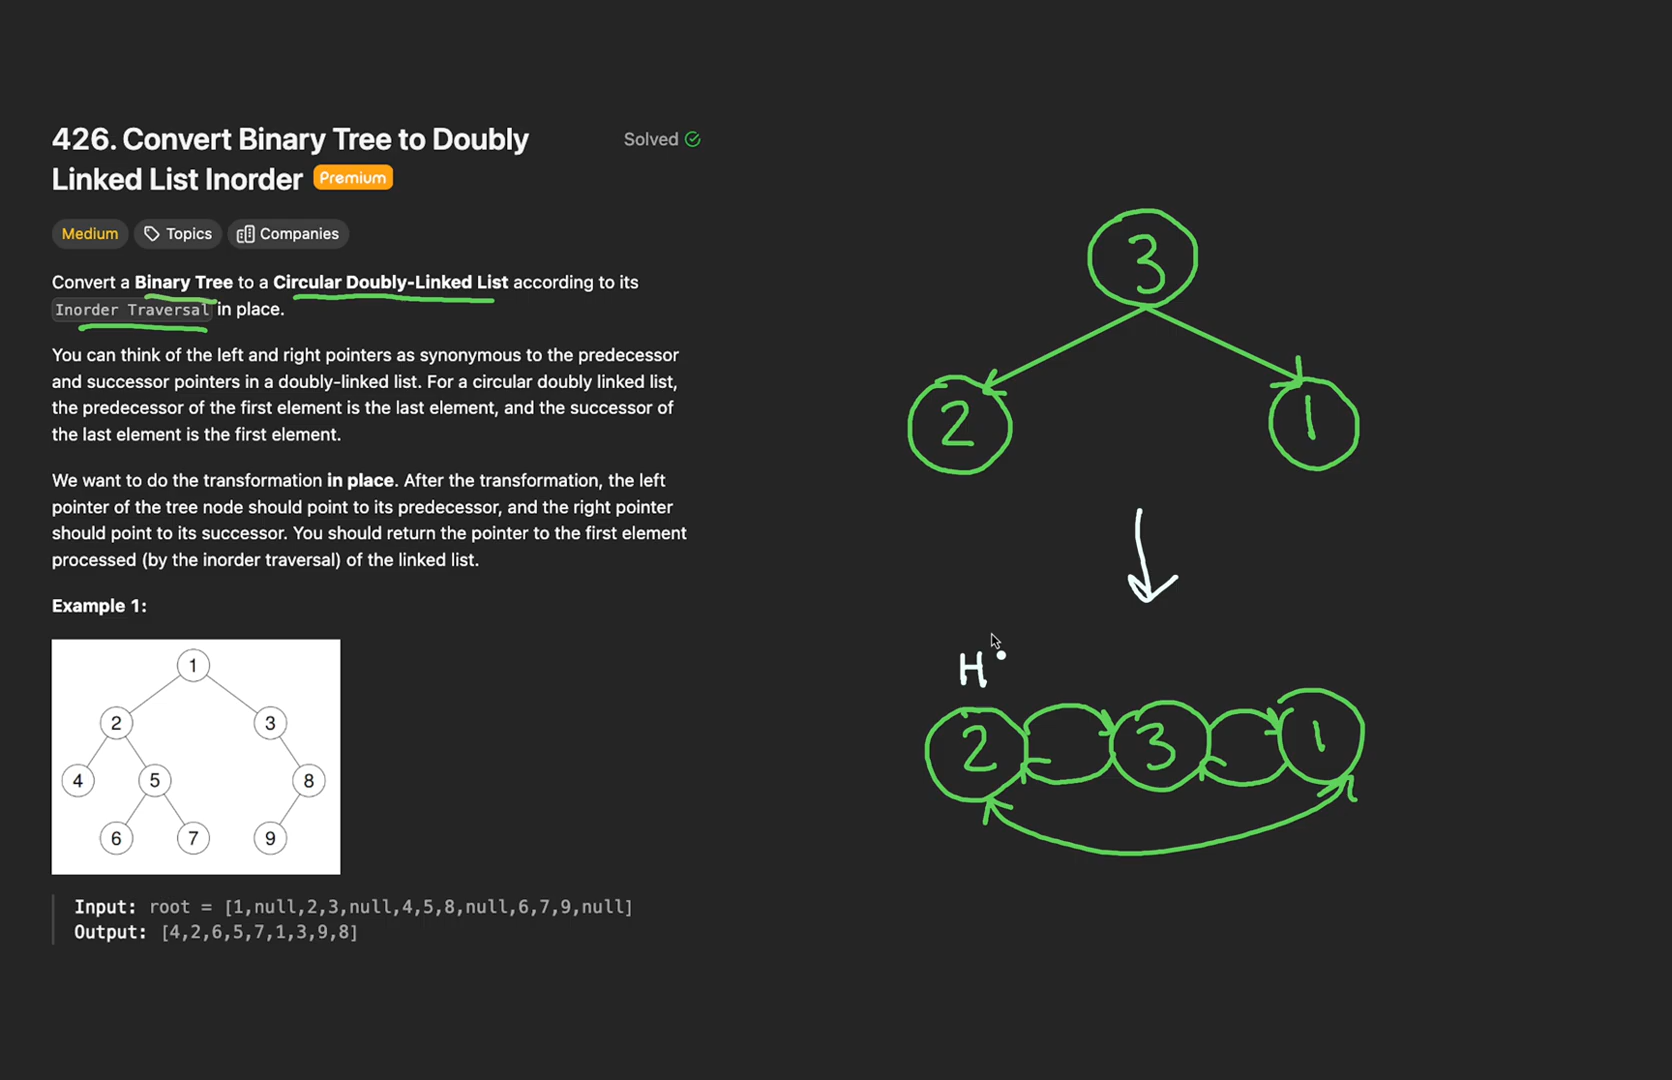 426. Convert Binary Tree to Doubly
Linked List Inorder Premium
Solved
Medium Topics Companies
Convert a Binary Tree to a Circular Doubly-Linked List according to its
Inorder Traversal in place.
You can think of the left and right pointers as synonymous to the predecessor
and successor pointers in a doubly-linked list. For a circular doubly linked list,
the predecessor of the first element is the last element, and the successor of
the last element is the first element.
We want to do the transformation in place. After the transformation, the left
pointer of the tree node should point to its predecessor, and the right pointer
should point to its successor. You should return the pointer to the first element
processed (by the inorder traversal) of the linked list.
Example 1:
1
2 3
4 5 8
6 7 9
Input: root = [1,null,2,3,null,4,5,8,null,6,7,9,null]
Output: [4,2,6,5,7,1,3,9,8]
3
2 1
H
2 3 1